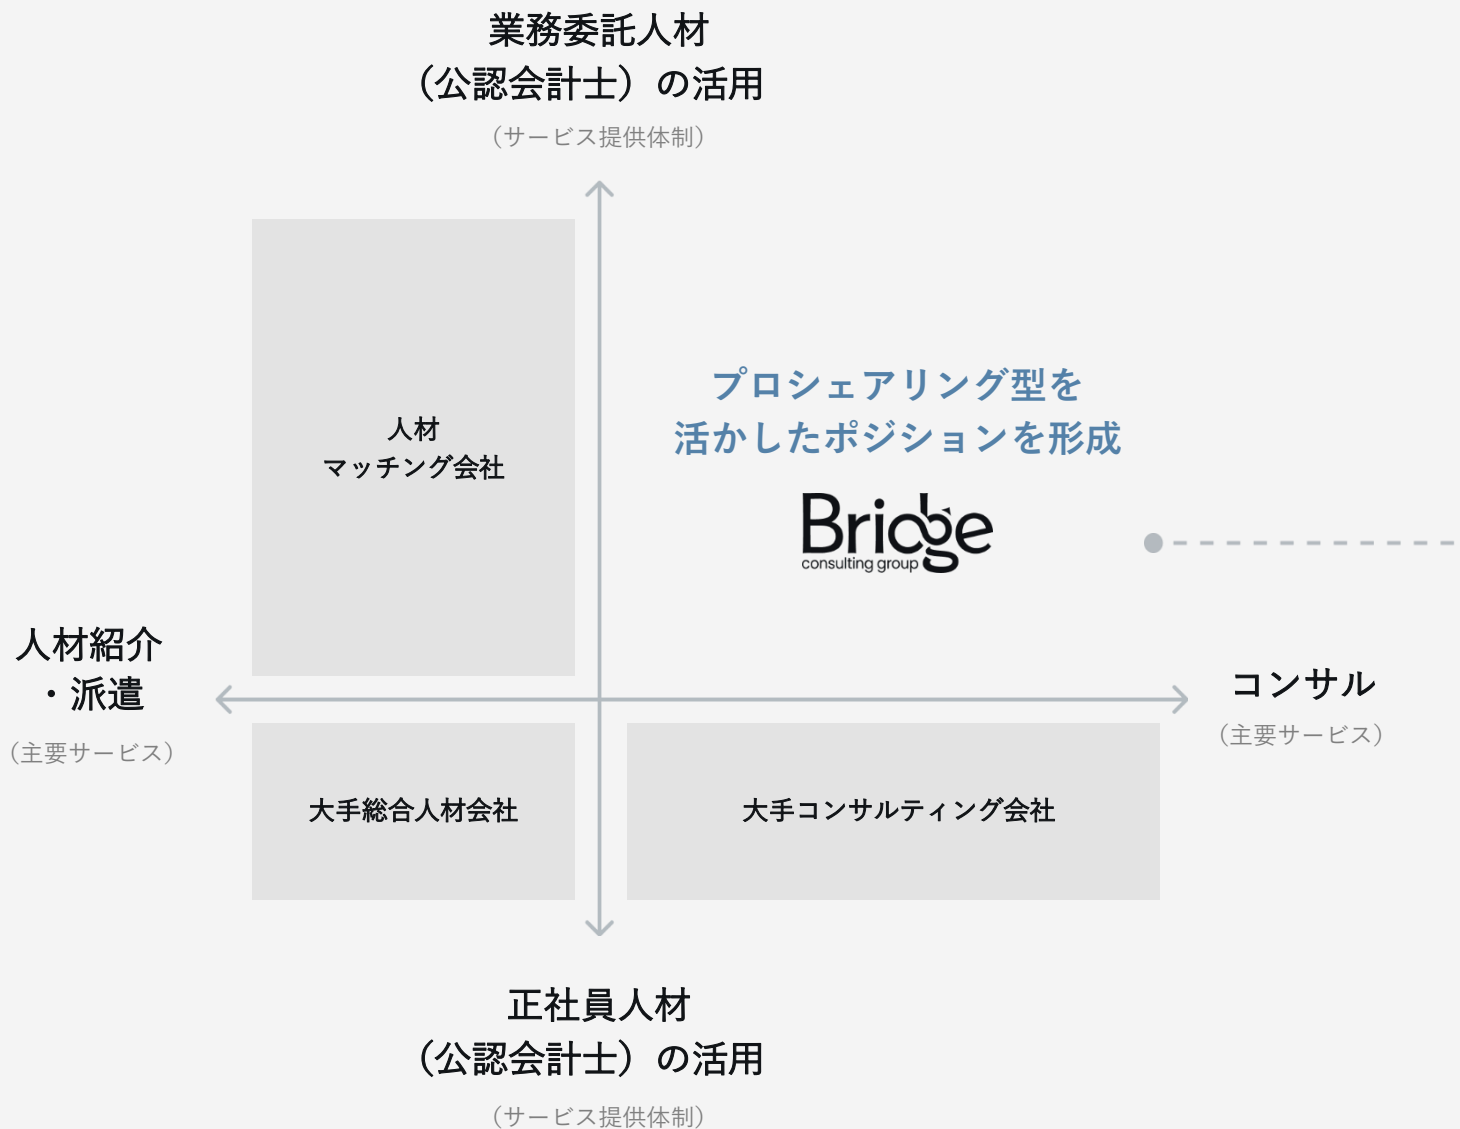 業務委託人材
（公認会計士）の活用
（サービス提供体制）
人材
マッチング会社
プロシェアリング型を
活かしたポジションを形成
Bridge
consulting group
人材紹介
・派遣
（主要サービス）
コンサル
（主要サービス）
大手総合人材会社
大手コンサルティング会社
正社員人材
（公認会計士）の活用
（サービス提供体制）